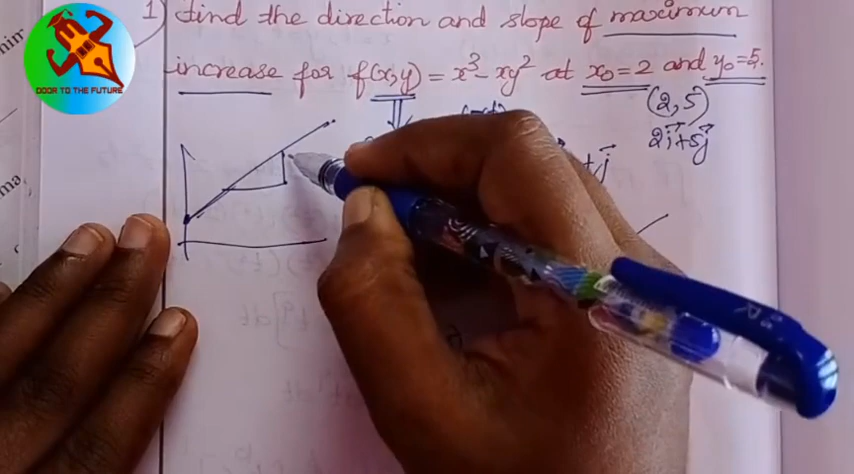 1) Find the direction and slope of maximum
increase for f(x,y) = x³ - xy² at x₀ = 2 and y₀ = 5.
(2,5)
2i⃗ + 5j⃗
DOOR TO THE FUTURE